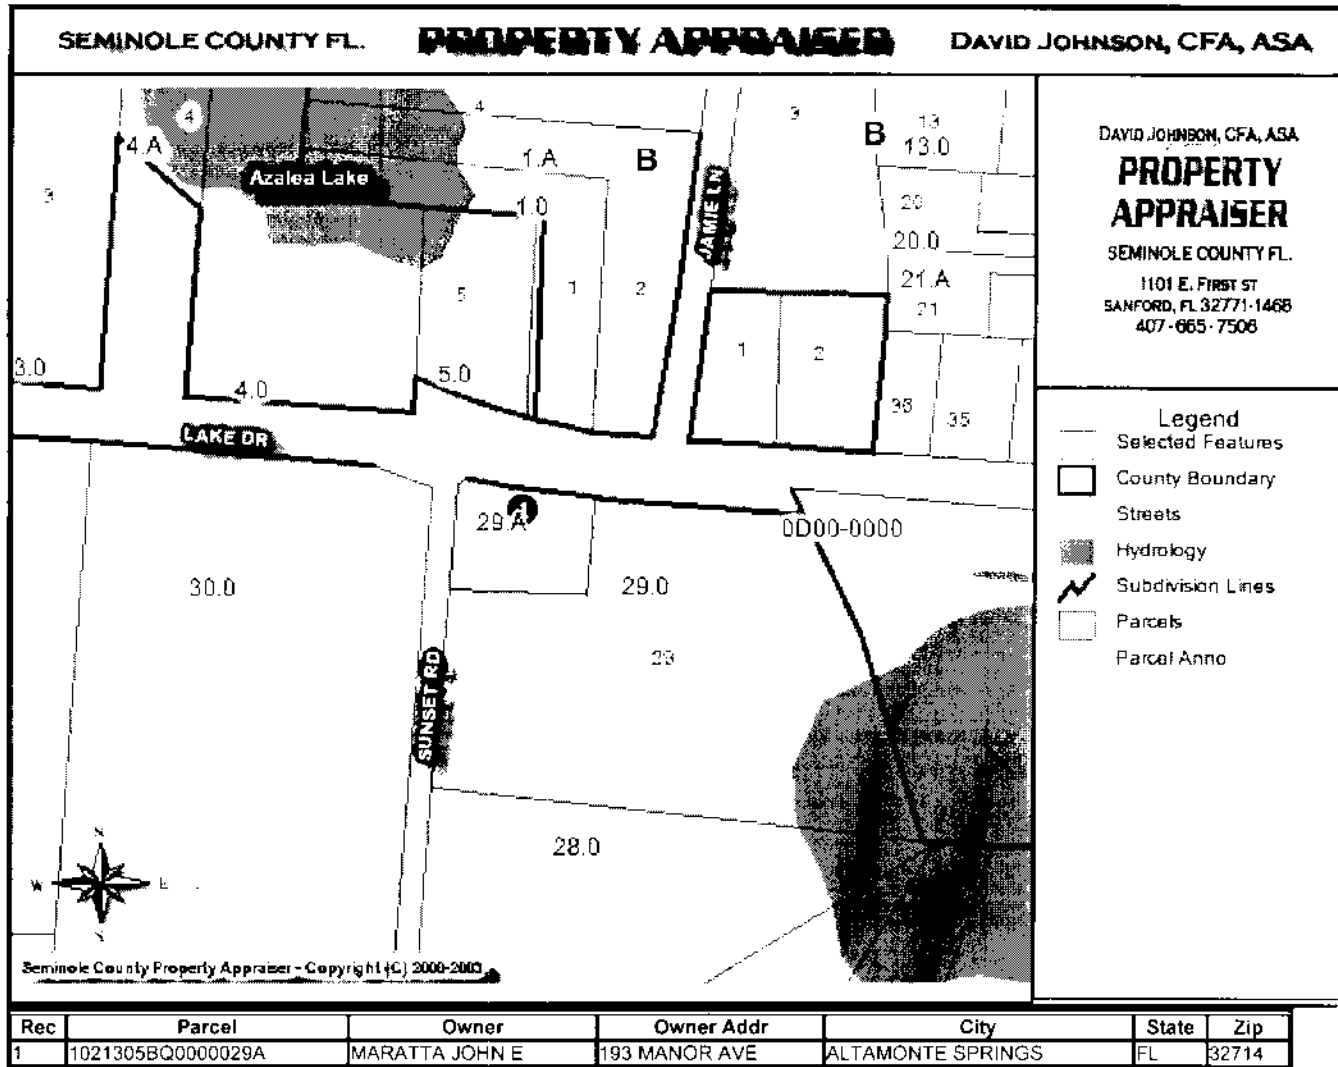 SEMINOLE COUNTY FL. PROPERTY APPRAISER DAVID JOHNSON, CFA, ASA
DAVID JOHNSON, CFA, ASA
PROPERTY
APPRAISER
SEMINOLE COUNTY FL.
1101 E. FIRST ST
SANFORD, FL 32771-1468
407-665-7506
4
4
4.A
9
Azalea Lake
1.A
B
1.0
JAMIE LN
9
B
13
13.0
20
20.0
21.A
21
5
1
2
1
2
3.0
4.0
5.0
36
35
LAKE DR
1
29.A
0D00-0000
30.0
29.0
29
SUNSET RD
28.0
W
E
Seminole County Property Appraiser - Copyright (C) 2000-2003
Legend
Selected Features
County Boundary
Streets
Hydrology
Subdivision Lines
Parcels
Parcel Anno
Rec Parcel Owner Owner Addr City State Zip
1 1021305BQ0000029A MARATTA JOHN E 193 MANOR AVE ALTAMONTE SPRINGS FL 32714